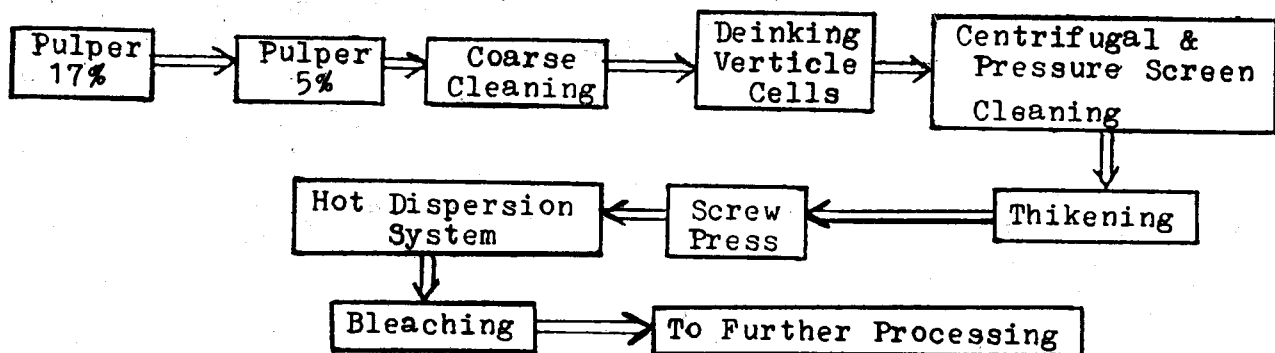 Pulper
17%
Pulper
5%
Coarse
Cleaning
Deinking
Verticle
Cells
Centrifugal &
Pressure Screen
Cleaning
Thikening
Screw
Press
Hot Dispersion
System
Bleaching
To Further Processing